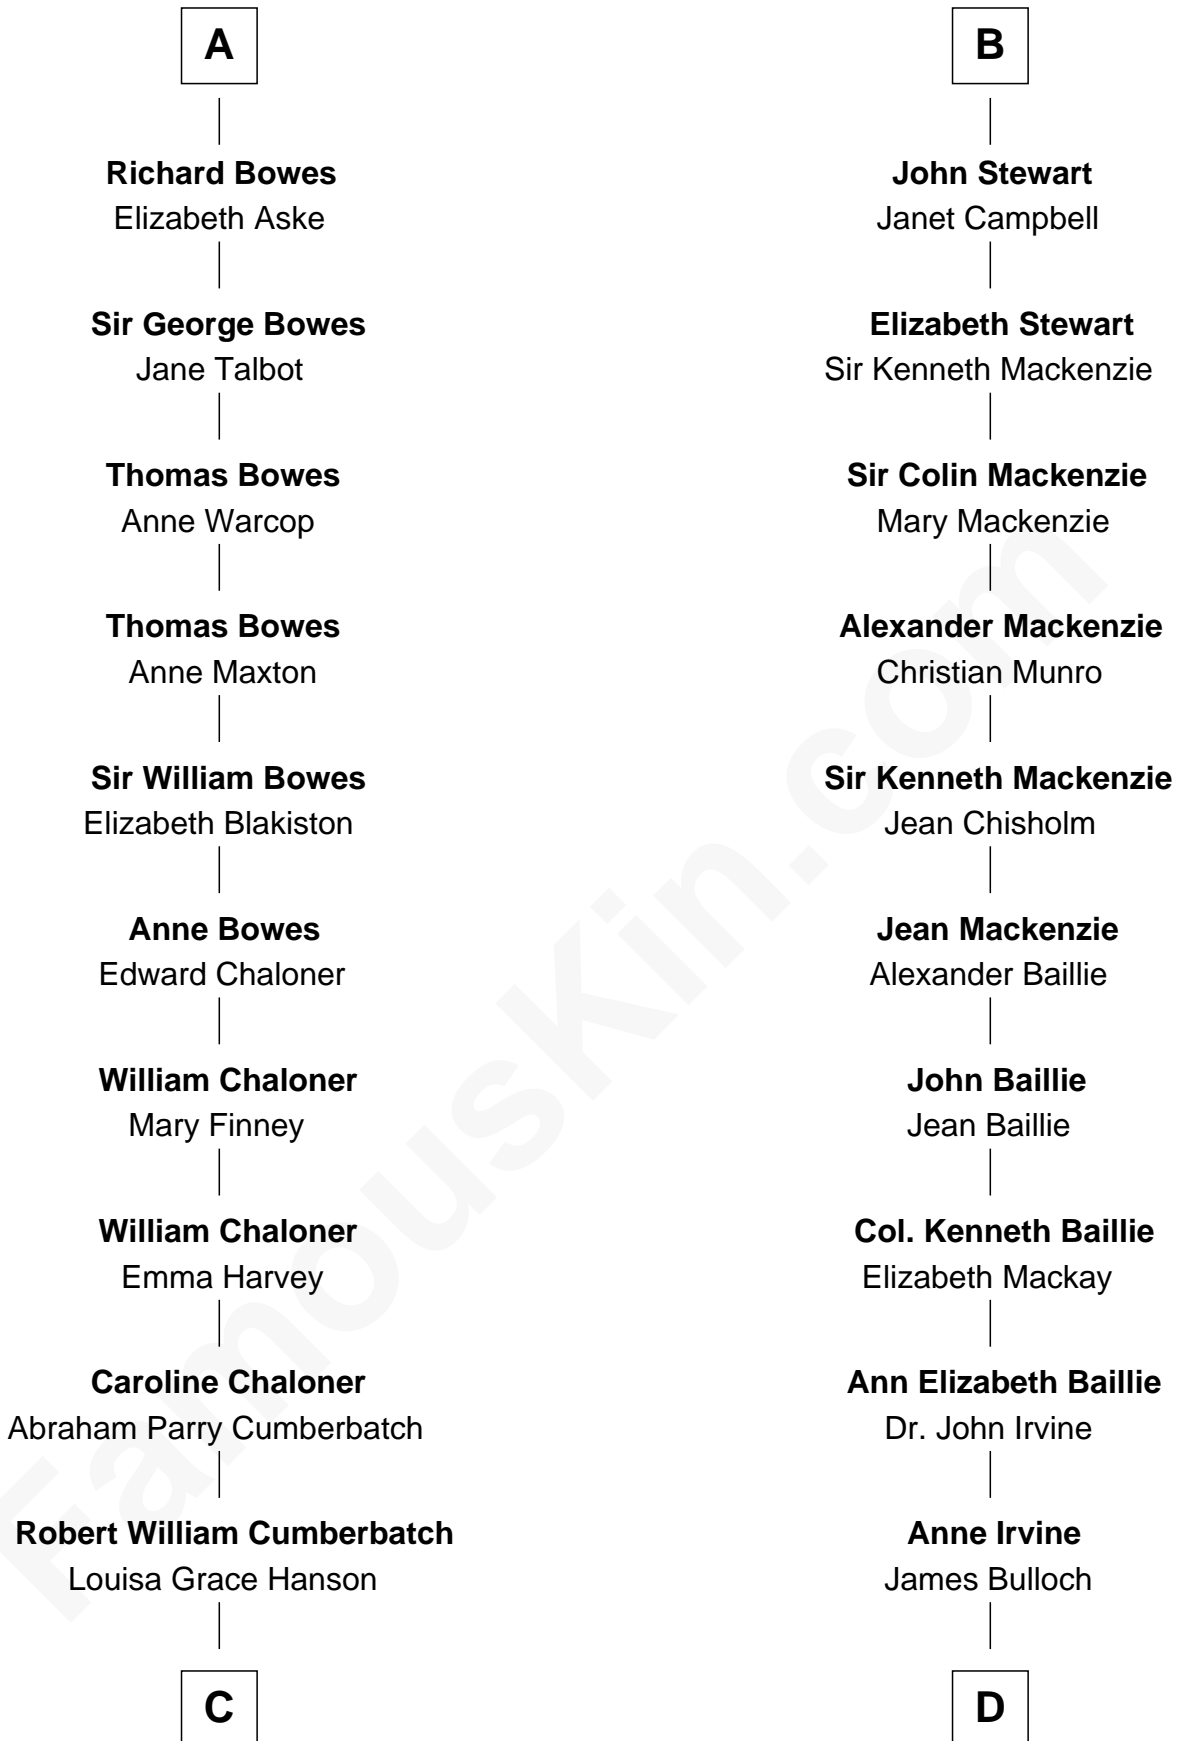 A
Richard Bowes
Elizabeth Aske
Sir George Bowes
Jane Talbot
Thomas Bowes
Anne Warcop
Thomas Bowes
Anne Maxton
Sir William Bowes
Elizabeth Blakiston
Anne Bowes
Edward Chaloner
William Chaloner
Mary Finney
William Chaloner
Emma Harvey
Caroline Chaloner
Abraham Parry Cumberbatch
Robert William Cumberbatch
Louisa Grace Hanson
C
B
John Stewart
Janet Campbell
Elizabeth Stewart
Sir Kenneth Mackenzie
Sir Colin Mackenzie
Mary Mackenzie
Alexander Mackenzie
Christian Munro
Sir Kenneth Mackenzie
Jean Chisholm
Jean Mackenzie
Alexander Baillie
John Baillie
Jean Baillie
Col. Kenneth Baillie
Elizabeth Mackay
Ann Elizabeth Baillie
Dr. John Irvine
Anne Irvine
James Bulloch
D
FamousKin.com